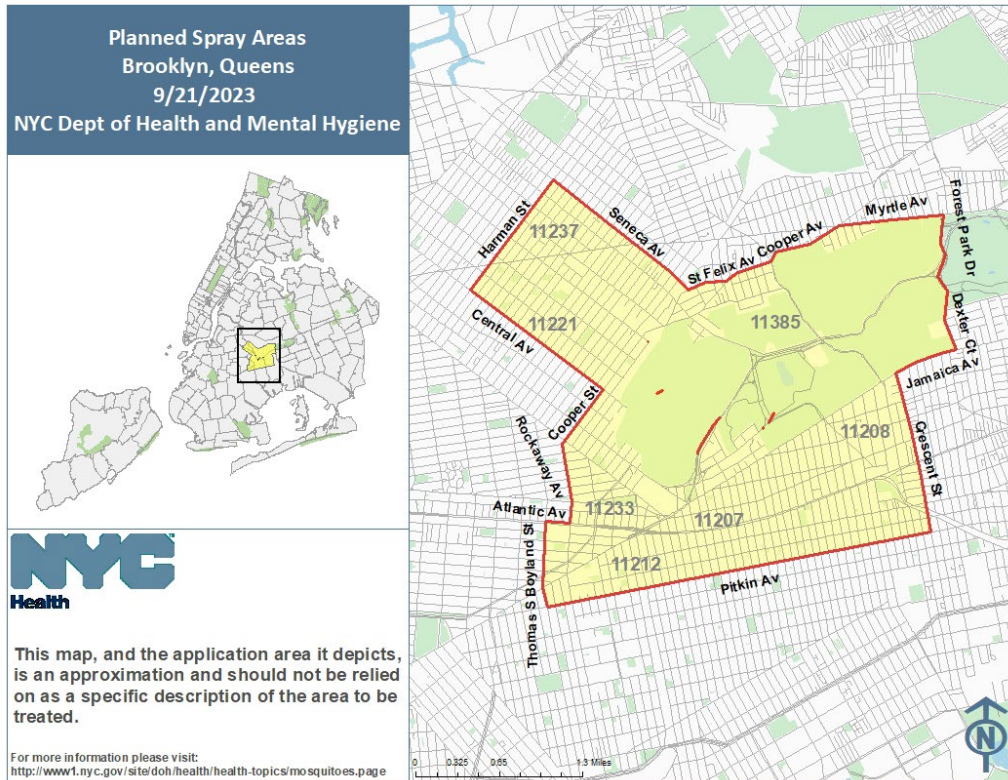 Planned Spray Areas
Brooklyn, Queens
9/21/2023
NYC Dept of Health and Mental Hygiene
NYC
Health
This map, and the application area it depicts,
is an approximation and should not be relied
on as a specific description of the area to be
treated.
For more information please visit:
http://www1.nyc.gov/site/doh/health/health-topics/mosquitoes.page
Harman St
Seneca Av
St Felix Av
Cooper Av
Myrtle Av
Forest Park Dr
Dexter Ct
Jamaica Av
Crescent St
Pitkin Av
Thomas S Boyland St
Atlantic Av
Rockaway Av
Cooper St
Central Av
11237
11221
11385
11208
11233
11207
11212
0 0.325 0.65 1.3 Miles
N